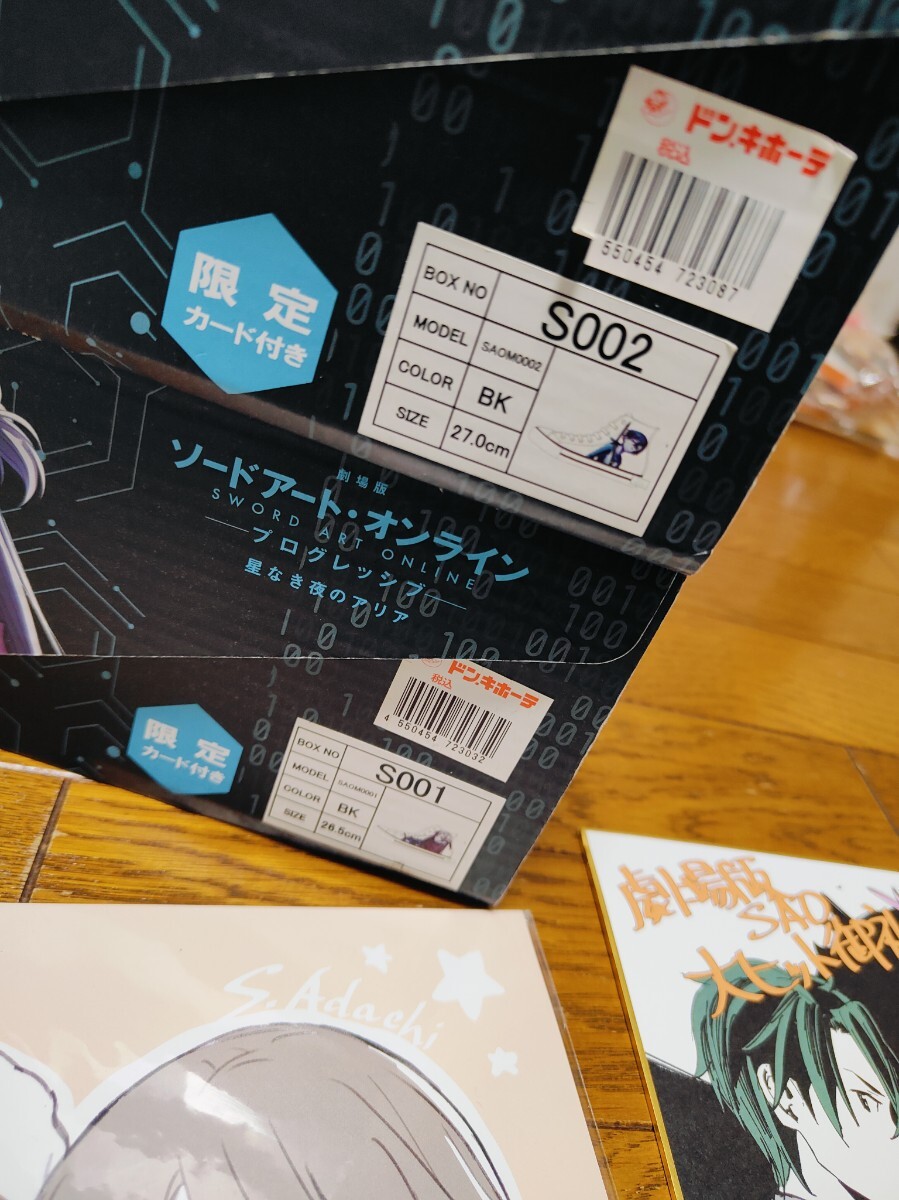 ドン.キホーテ
税込
550454 723087
限定
カード付き
BOX NO S002
MODEL SAOM0002
COLOR BK
SIZE 27.0cm
劇場版
ソードアート・オンライン
SWORD ART ONLINE
プログレッシブ
星なき夜のアリア
ドン.キホーテ
税込
4 550454 723032
限定
カード付き
BOX NO S001
MODEL SAOM0001
COLOR BK
SIZE 26.5cm
S.Adachi
劇場版
SAO
大ヒット御礼